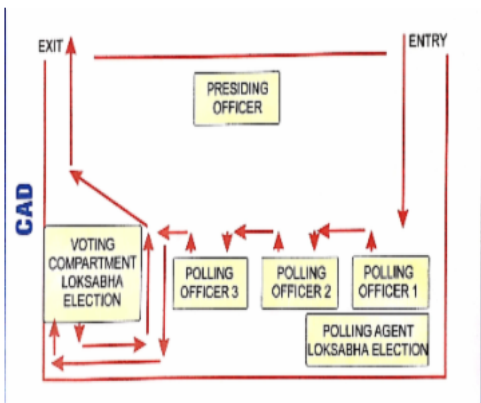 EXIT
ENTRY
PRESIDING
OFFICER
CAD
VOTING
COMPARTMENT
LOKSABHA
ELECTION
POLLING
OFFICER 3
POLLING
OFFICER 2
POLLING
OFFICER 1
POLLING AGENT
LOKSABHA ELECTION